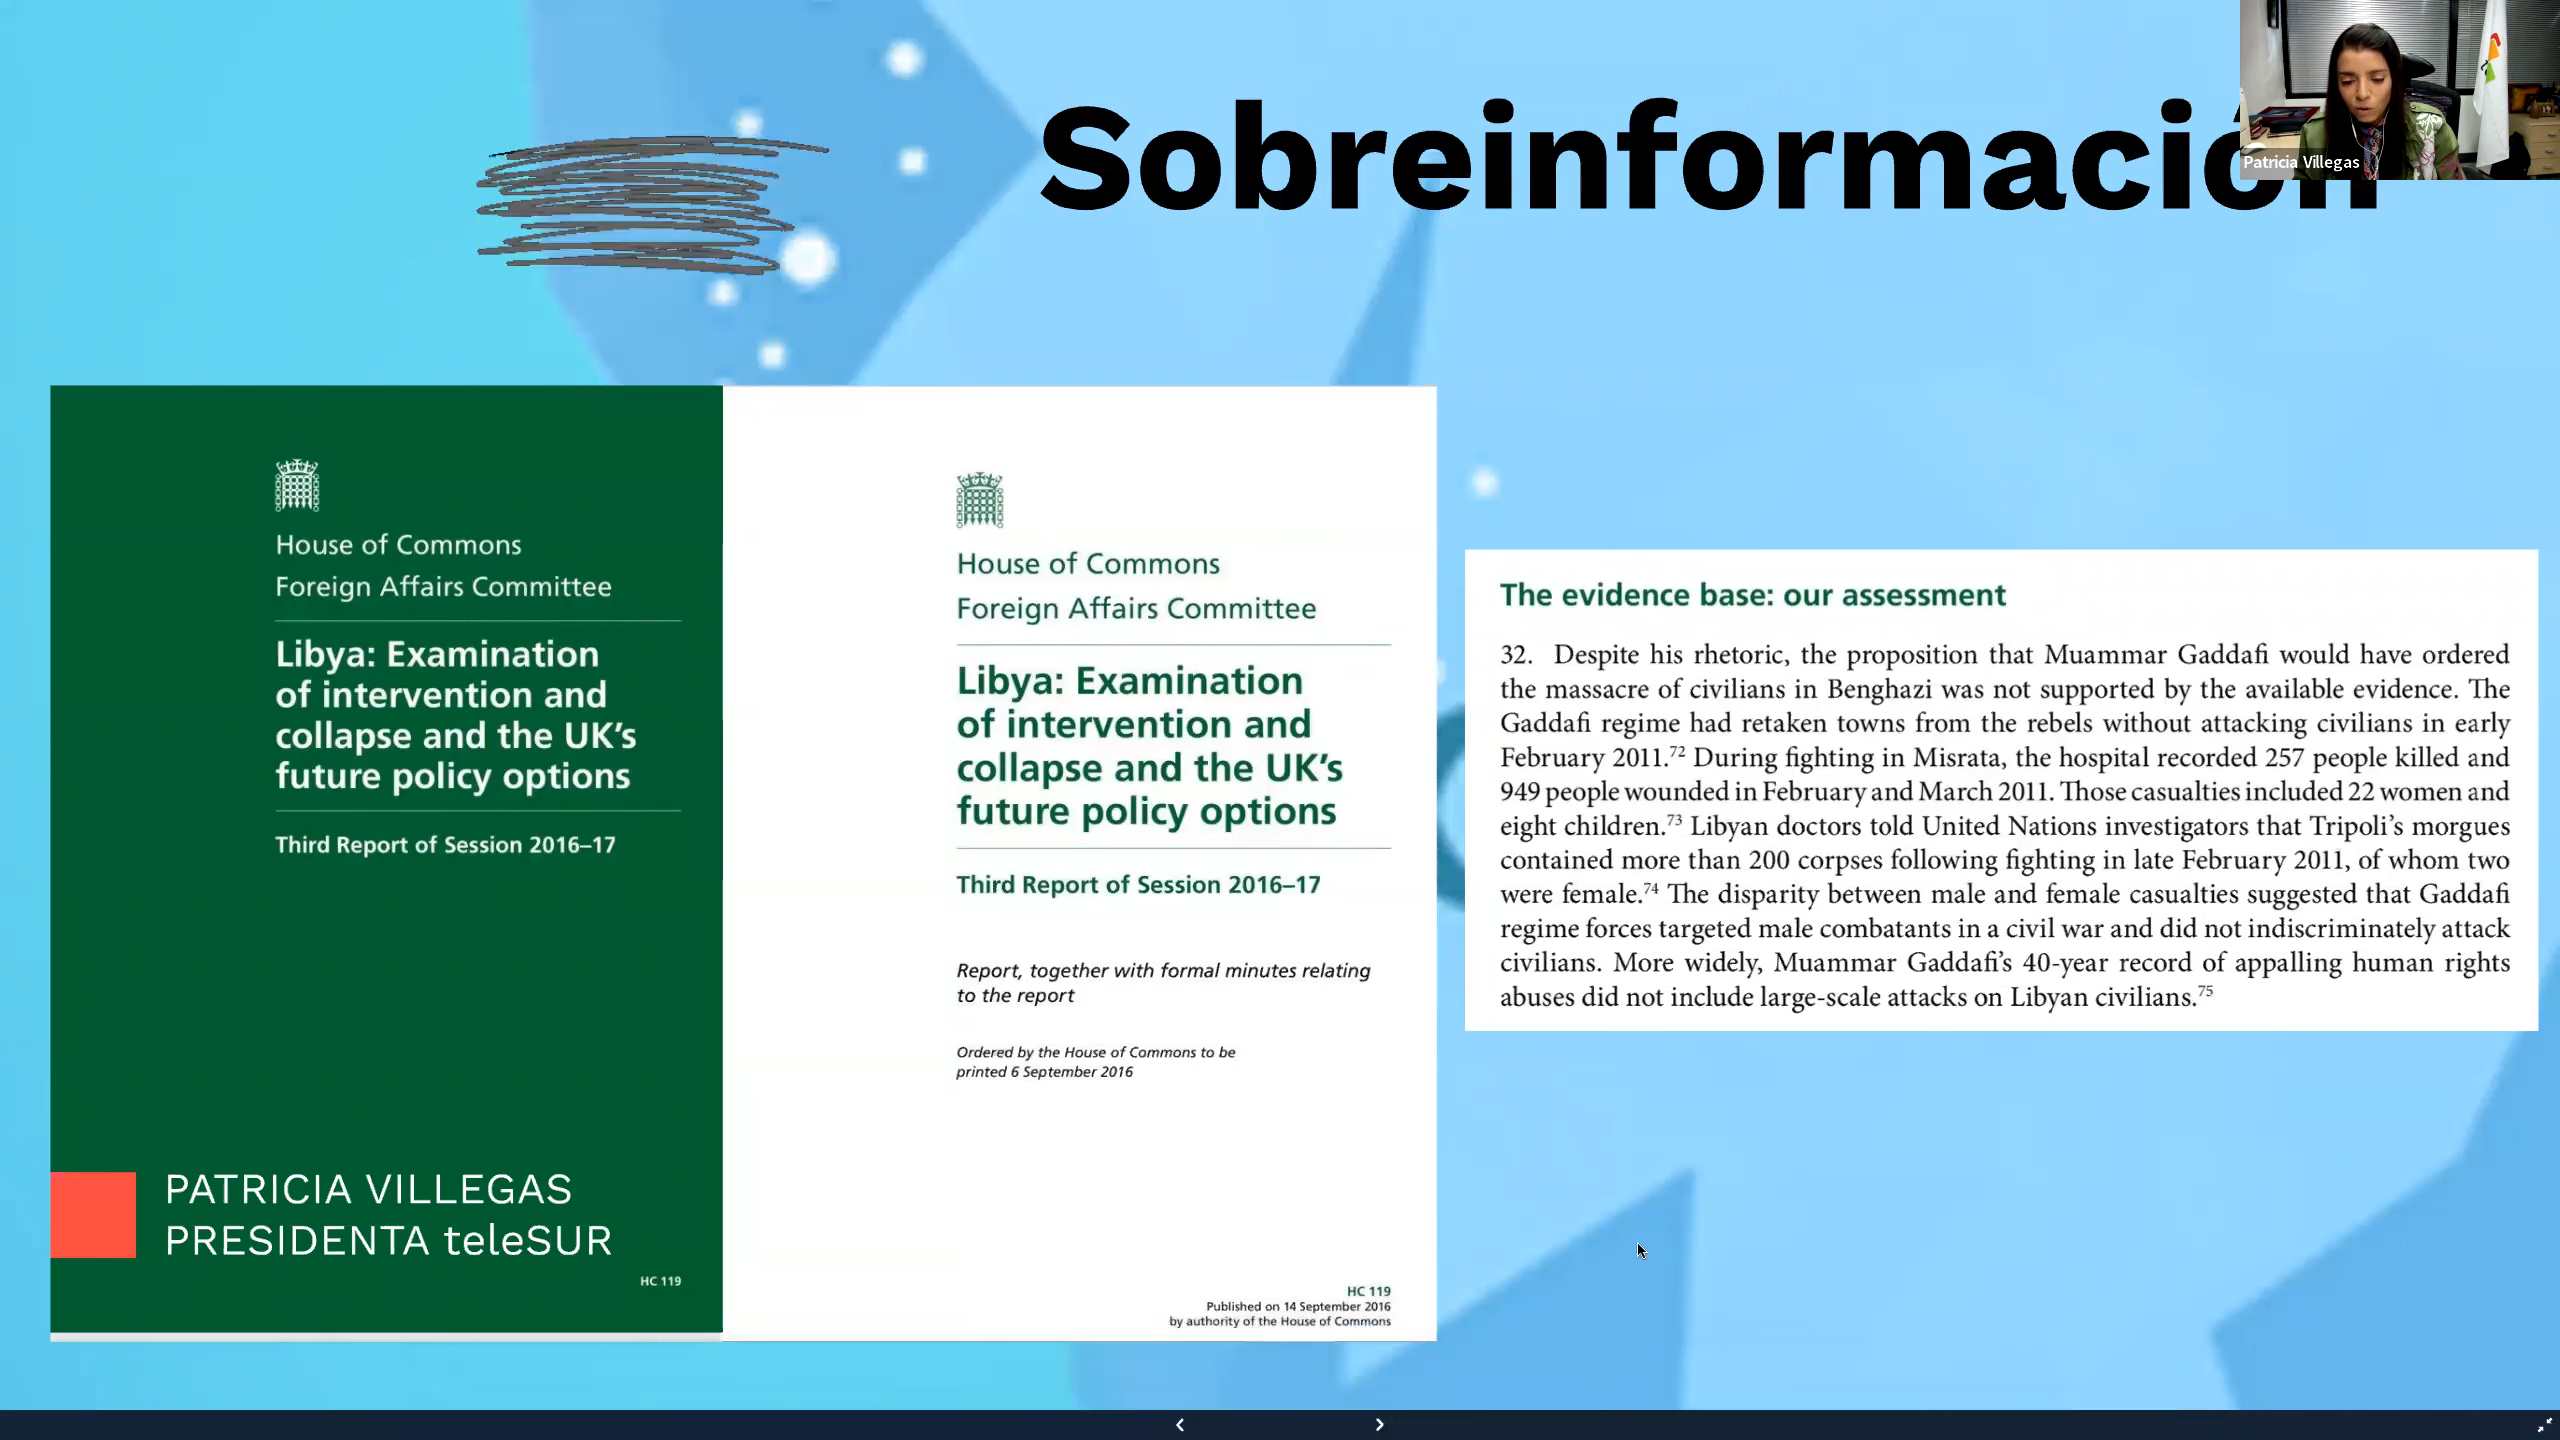 Sobreinformación
Patricia Villegas
House of Commons
Foreign Affairs Committee
Libya: Examination
of intervention and
collapse and the UK’s
future policy options
Third Report of Session 2016–17
PATRICIA VILLEGAS
PRESIDENTA teleSUR
HC 119
House of Commons
Foreign Affairs Committee
Libya: Examination
of intervention and
collapse and the UK’s
future policy options
Third Report of Session 2016–17
Report, together with formal minutes relating
to the report
Ordered by the House of Commons to be
printed 6 September 2016
HC 119
Published on 14 September 2016
by authority of the House of Commons
The evidence base: our assessment
32. Despite his rhetoric, the proposition that Muammar Gaddafi would have ordered
the massacre of civilians in Benghazi was not supported by the available evidence. The
Gaddafi regime had retaken towns from the rebels without attacking civilians in early
February 2011.72 During fighting in Misrata, the hospital recorded 257 people killed and
949 people wounded in February and March 2011. Those casualties included 22 women and
eight children.73 Libyan doctors told United Nations investigators that Tripoli’s morgues
contained more than 200 corpses following fighting in late February 2011, of whom two
were female.74 The disparity between male and female casualties suggested that Gaddafi
regime forces targeted male combatants in a civil war and did not indiscriminately attack
civilians. More widely, Muammar Gaddafi’s 40-year record of appalling human rights
abuses did not include large-scale attacks on Libyan civilians.75